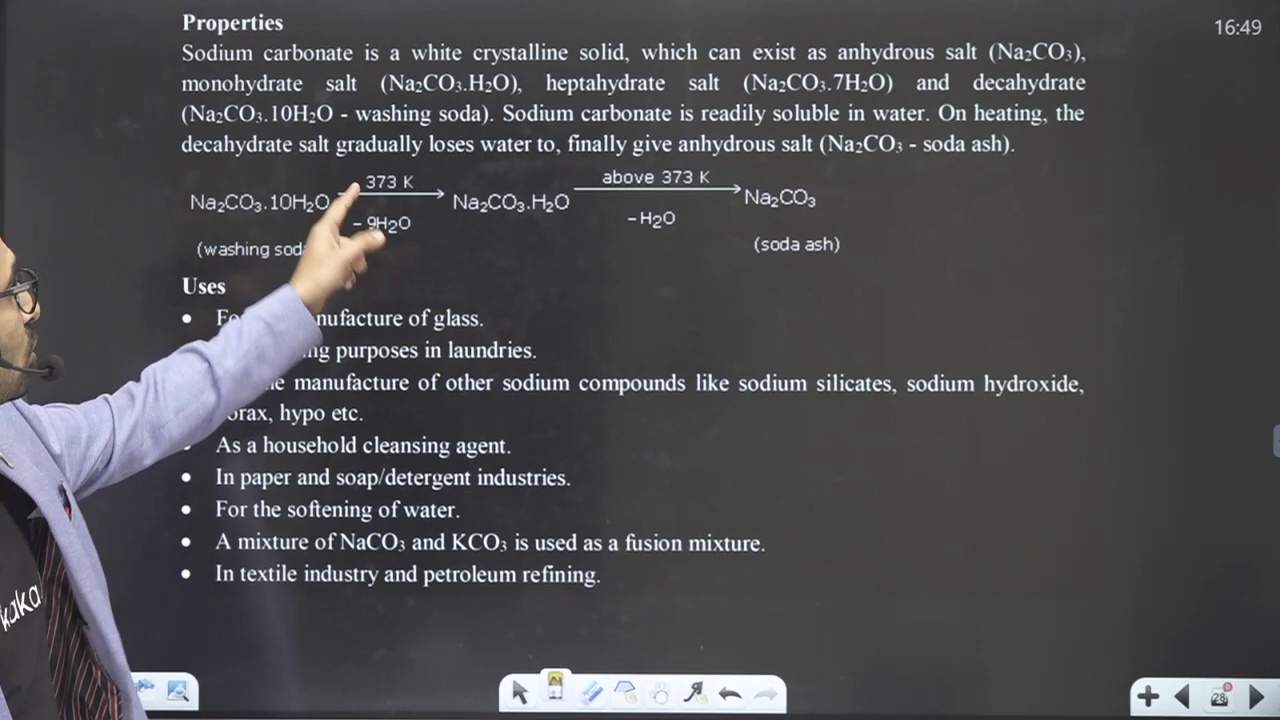 Properties
16:49
Sodium carbonate is a white crystalline solid, which can exist as anhydrous salt (Na₂CO₃),
monohydrate salt (Na₂CO₃.H₂O), heptahydrate salt (Na₂CO₃.7H₂O) and decahydrate
(Na₂CO₃.10H₂O - washing soda). Sodium carbonate is readily soluble in water. On heating, the
decahydrate salt gradually loses water to, finally give anhydrous salt (Na₂CO₃ - soda ash).
Na₂CO₃.10H₂O 373 K – 9H₂O Na₂CO₃.H₂O above 373 K – H₂O Na₂CO₃
(washing (soda ash)
Uses
• of glass.
purposes in laundries.
manufacture of other sodium compounds like sodium silicates, sodium hydroxide,
hypo etc.
• As a household cleansing agent.
• In paper and soap/detergent industries.
• For the softening of water.
• A mixture of NaCO₃ and KCO₃ is used as a fusion mixture.
• In textile industry and petroleum refining.
28